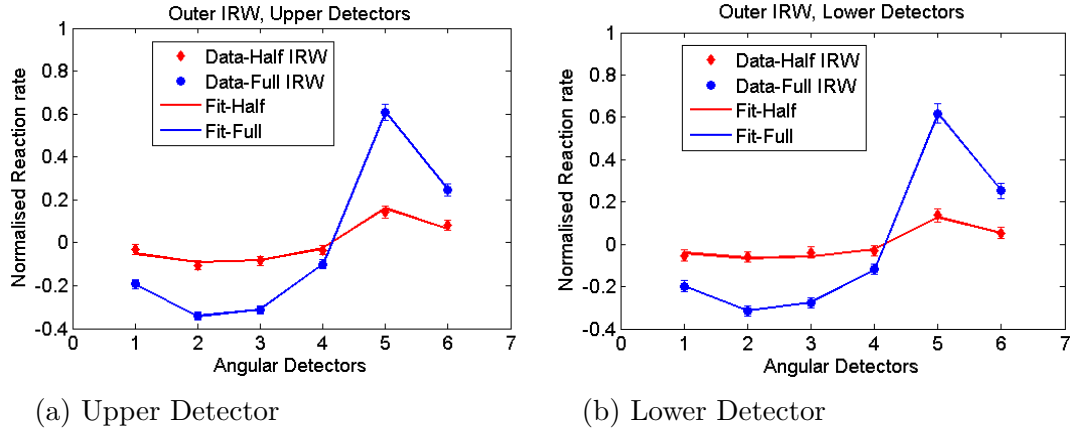 Outer IRW, Upper Detectors
Normalised Reaction rate
1
0.8
0.6
0.4
0.2
0
-0.2
-0.4
Data-Half IRW
Data-Full IRW
Fit-Half
Fit-Full
0 1 2 3 4 5 6 7
Angular Detectors
(a) Upper Detector
Outer IRW, Lower Detectors
Normalised Reaction rate
1
0.8
0.6
0.4
0.2
0
-0.2
-0.4
Data-Half IRW
Data-Full IRW
Fit-Half
Fit-Full
0 1 2 3 4 5 6 7
Angular Detectors
(b) Lower Detector